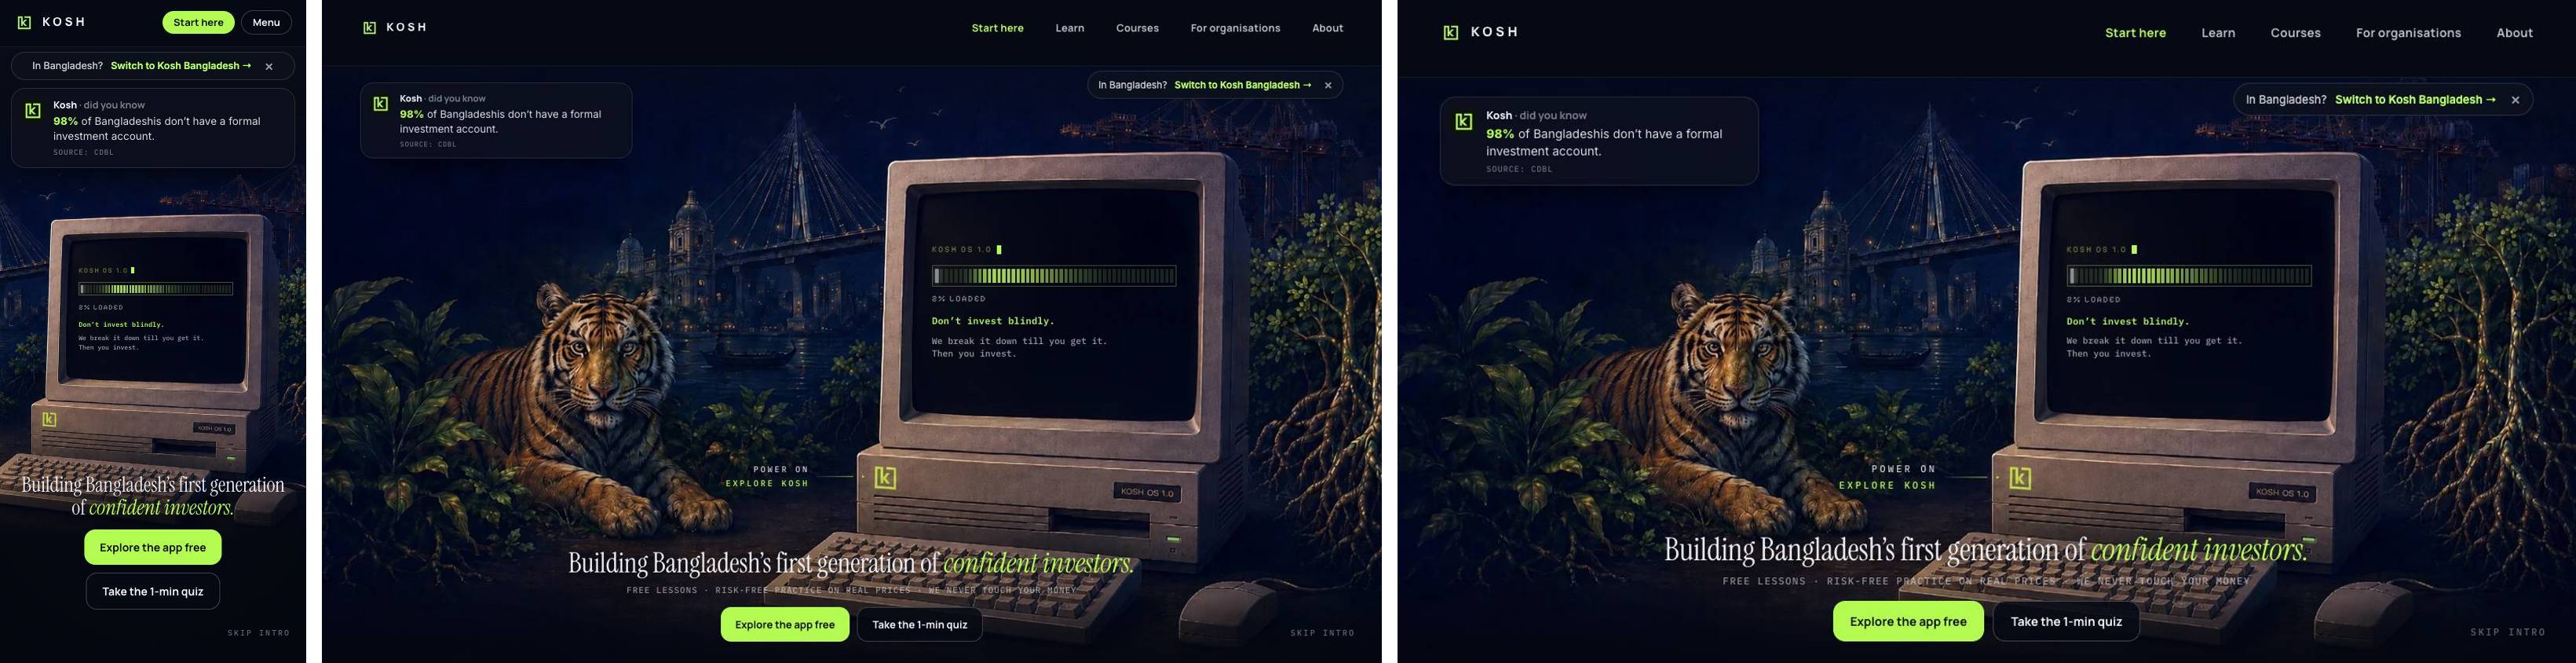 KOSH
Start here
Menu
In Bangladesh? Switch to Kosh Bangladesh → ×
Kosh · did you know
98% of Bangladeshis don't have a formal
investment account.
SOURCE: CDBL
KOSH OS 1.0
8% LOADED
Don't invest blindly.
We break it down till you get it.
Then you invest.
KOSH OS 1.0
Building Bangladesh's first generation
of confident investors.
Explore the app free
Take the 1-min quiz
SKIP INTRO
KOSH
Start here Learn Courses For organisations About
In Bangladesh? Switch to Kosh Bangladesh → ×
Kosh · did you know
98% of Bangladeshis don't have a formal
investment account.
SOURCE: CDBL
KOSH OS 1.0
8% LOADED
Don't invest blindly.
We break it down till you get it.
Then you invest.
POWER ON
EXPLORE KOSH
KOSH OS 1.0
Building Bangladesh's first generation of confident investors.
FREE LESSONS · RISK-FREE PRACTICE ON REAL PRICES · WE NEVER TOUCH YOUR MONEY
Explore the app free
Take the 1-min quiz
SKIP INTRO
KOSH
Start here Learn Courses For organisations About
In Bangladesh? Switch to Kosh Bangladesh → ×
Kosh · did you know
98% of Bangladeshis don't have a formal
investment account.
SOURCE: CDBL
KOSH OS 1.0
8% LOADED
Don't invest blindly.
We break it down till you get it.
Then you invest.
POWER ON
EXPLORE KOSH
KOSH OS 1.0
Building Bangladesh's first generation of confident investors.
FREE LESSONS · RISK-FREE PRACTICE ON REAL PRICES · WE NEVER TOUCH YOUR MONEY
Explore the app free
Take the 1-min quiz
SKIP INTRO